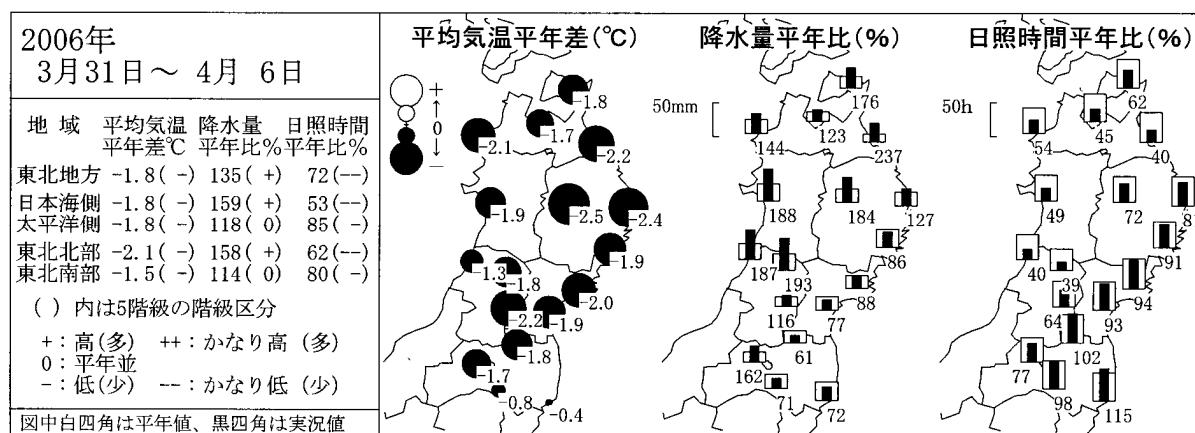 2006年
3月31日～ 4月 6日
地 域 平均気温 降水量 日照時間
平年差℃ 平年比% 平年比%
東北地方 -1.8( -) 135( +) 72(--)
日本海側 -1.8( -) 159( +) 53(--)
太平洋側 -1.8( -) 118( 0) 85( -)
東北北部 -2.1( -) 158( +) 62(--)
東北南部 -1.5( -) 114( 0) 80( -)
( ) 内は5階級の階級区分
+：高(多) ++：かなり高 (多)
0：平年並
-：低(少) --：かなり低 (少)
図中白四角は平年値、黒四角は実況値
平均気温平年差(℃)
+
↑
0
↓
-
-1.8
-1.7
-2.1
-2.2
-1.9
-2.5
-2.4
-1.9
-1.3
-1.8
-2.0
-2.2
-1.9
-1.8
-1.7
-0.8
-0.4
降水量平年比(%)
50mm
176
123
144
237
188
184
127
86
187
193
88
116
77
61
162
71
72
日照時間平年比(%)
50h
62
45
54
40
49
72
91
40
39
94
64
93
102
77
98
115